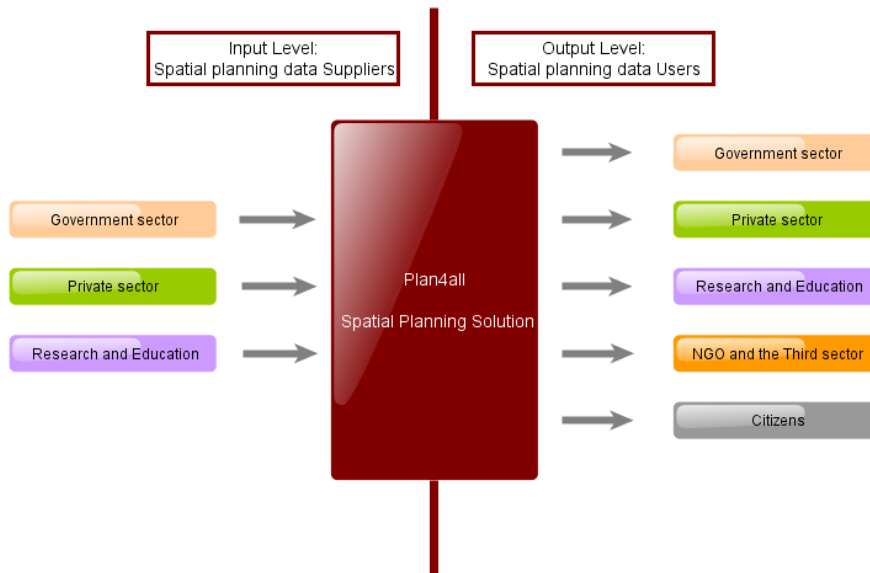 Input Level:
Spatial planning data Suppliers
Output Level:
Spatial planning data Users
Government sector
Private sector
Research and Education
Plan4all
Spatial Planning Solution
Government sector
Private sector
Research and Education
NGO and the Third sector
Citizens